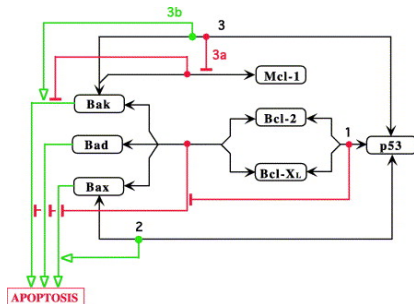 3b
3
3a
Mcl-1
Bak
Bcl-2
Bad
1
p53
Bcl-XL
Bax
2
APOPTOSIS